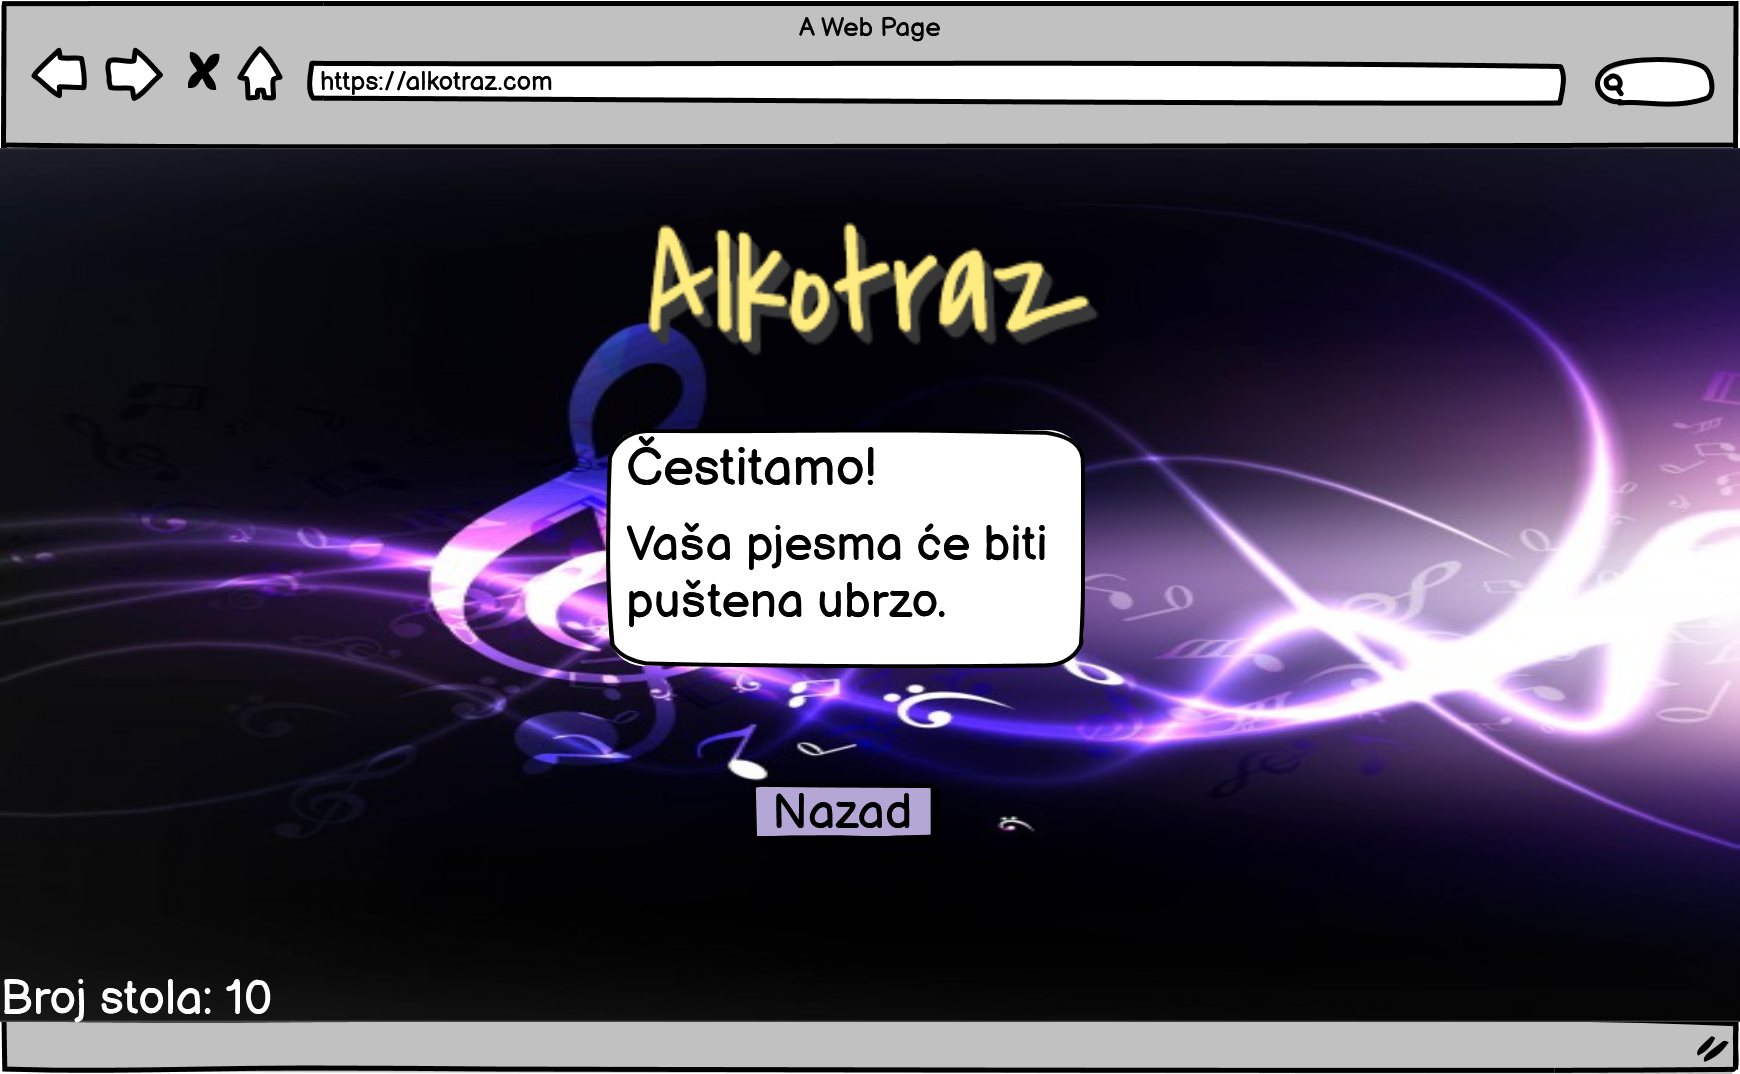 A Web Page
https://alkotraz.com
Alkotraz
Čestitamo!
Vaša pjesma će biti
puštena ubrzo.
Nazad
Broj stola: 10